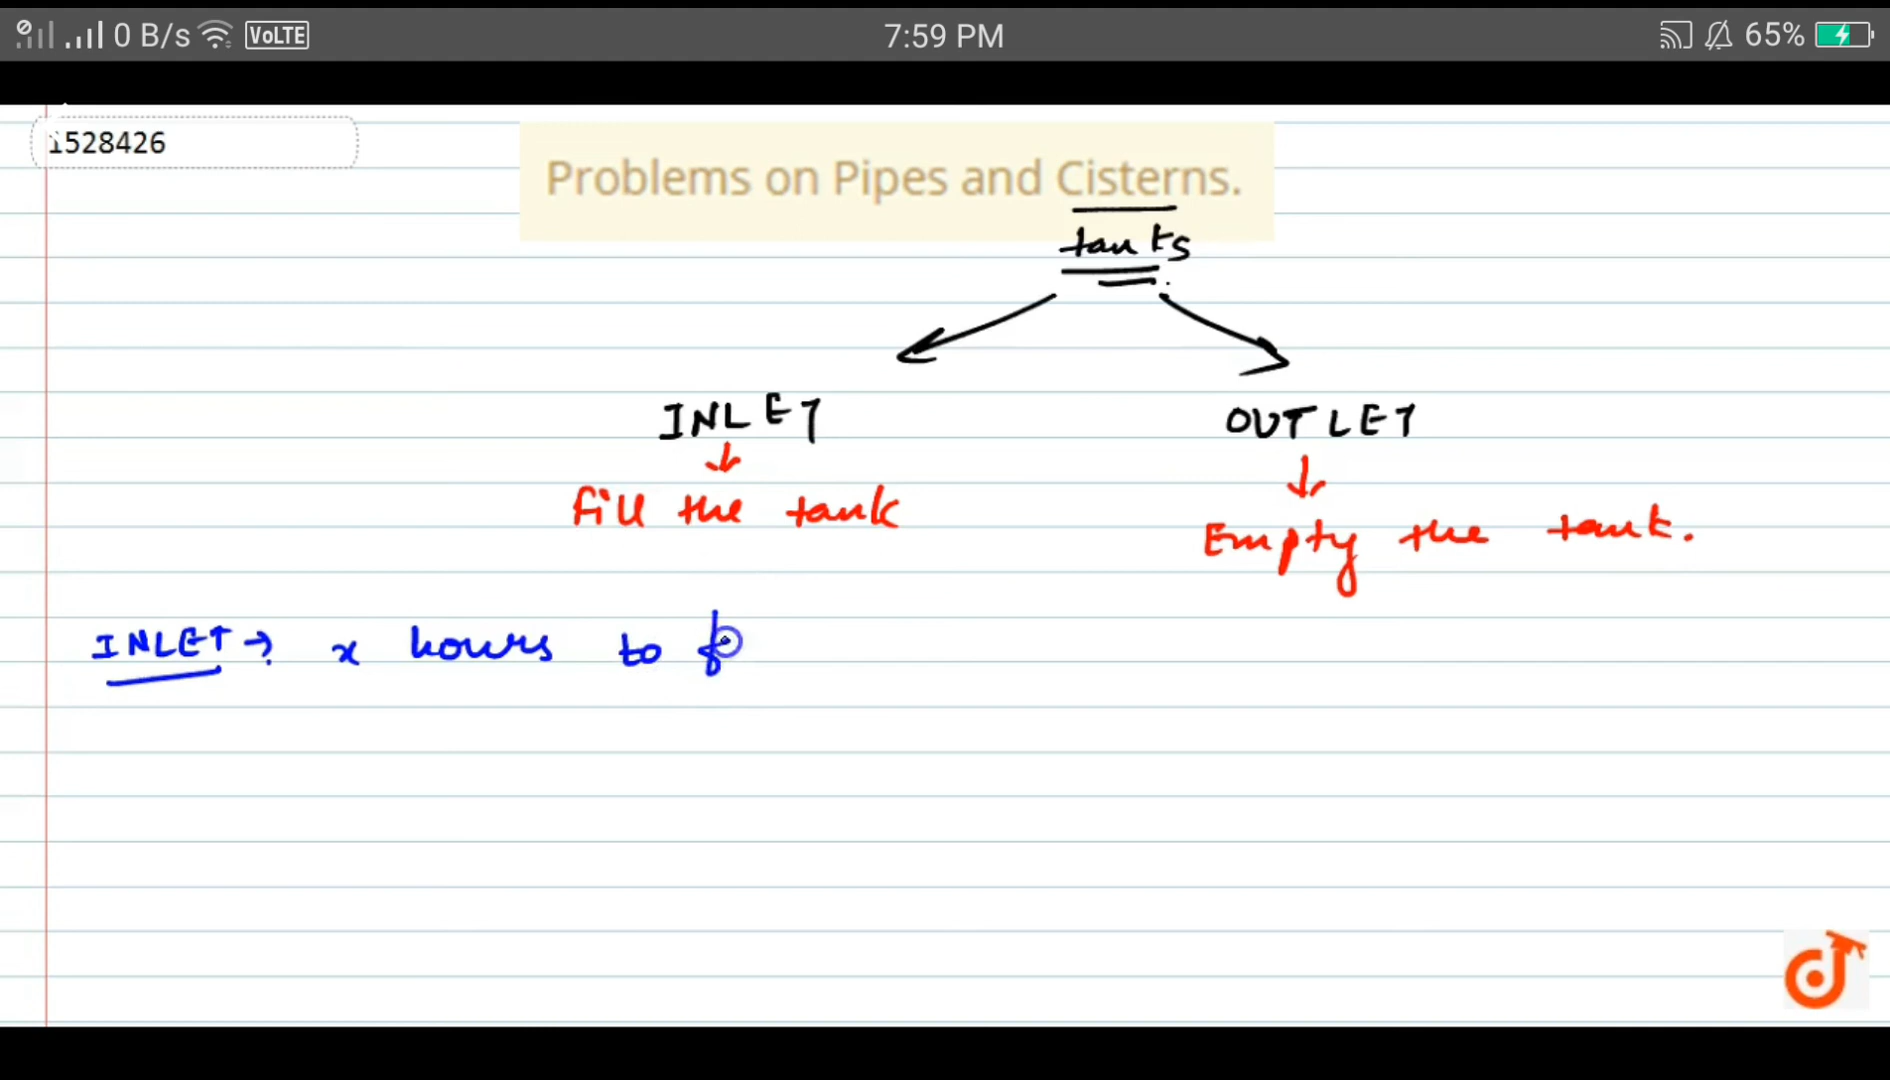 0 B/s VoLTE 7:59 PM 65%
1528426
Problems on Pipes and Cisterns.
tanks
INLET OUTLET
fill the tank
Empty the tank.
INLET → x hours to f